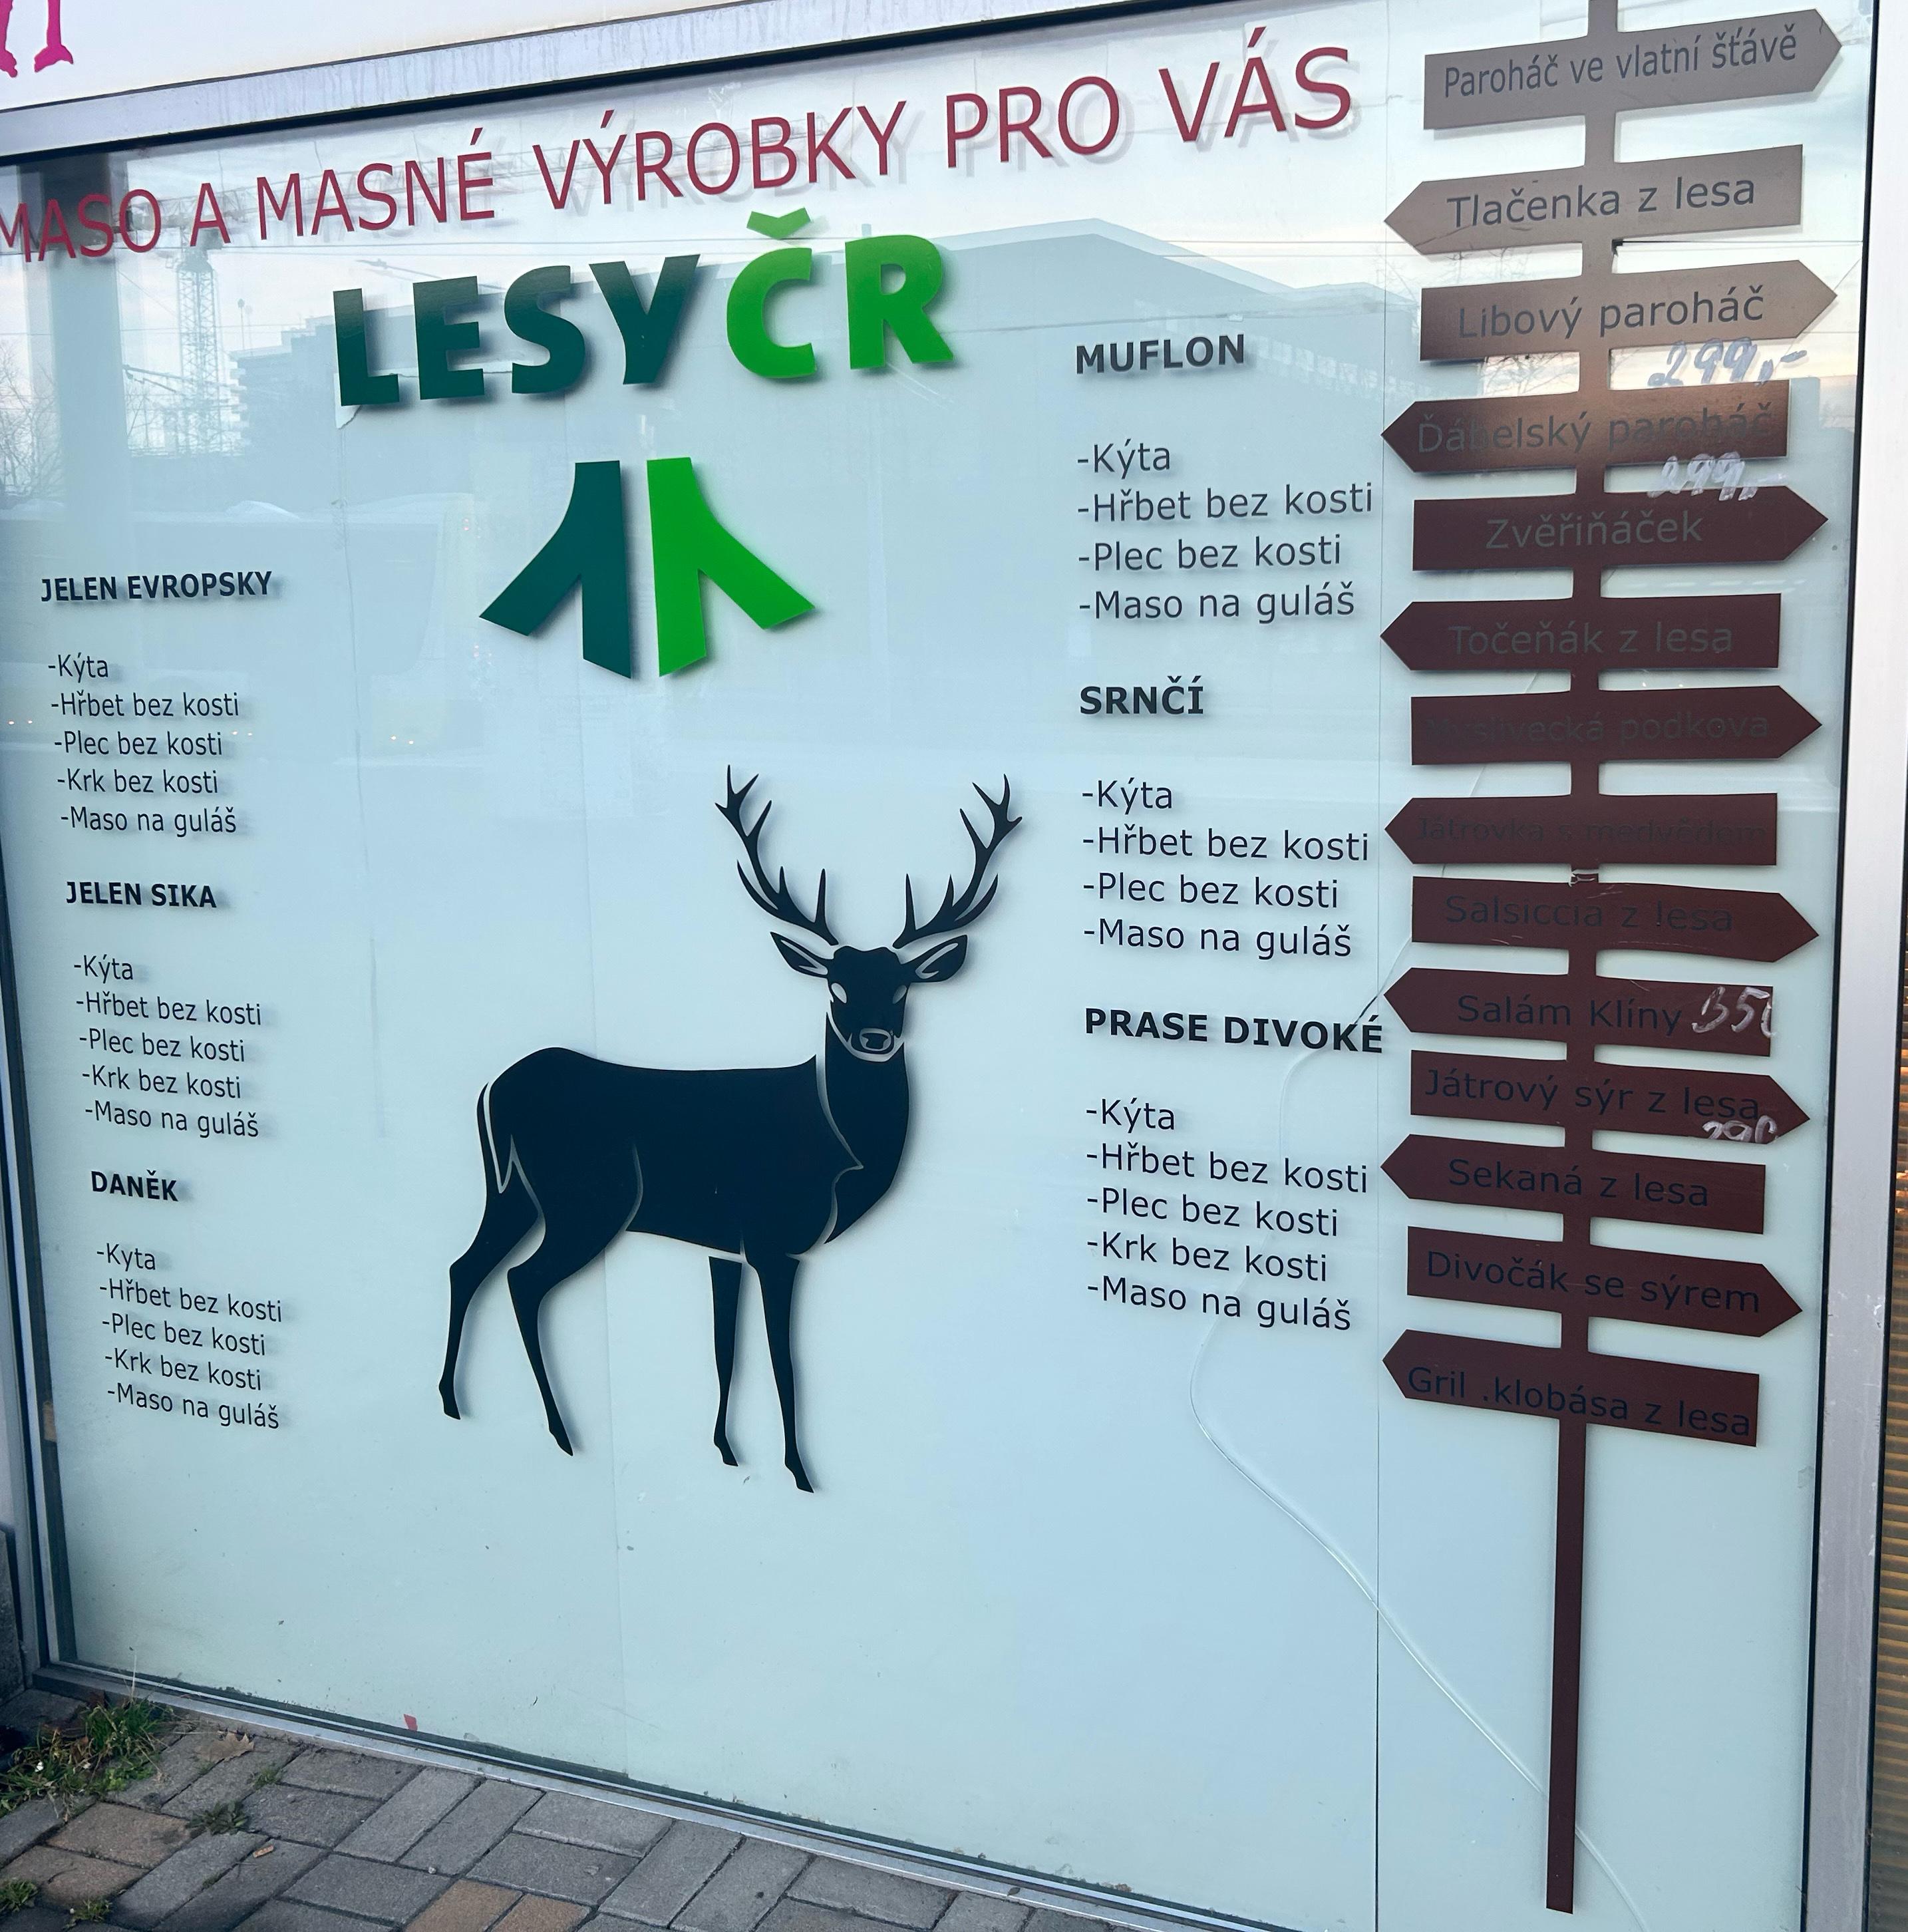 MASO A MASNÉ VÝROBKY PRO VÁS
LESYČR
JELEN EVROPSKY
-Kýta
-Hřbet bez kosti
-Plec bez kosti
-Krk bez kosti
-Maso na guláš
JELEN SIKA
-Kýta
-Hřbet bez kosti
-Plec bez kosti
-Krk bez kosti
-Maso na guláš
DANĚK
-Kyta
-Hřbet bez kosti
-Plec bez kosti
-Krk bez kosti
-Maso na guláš
MUFLON
-Kýta
-Hřbet bez kosti
-Plec bez kosti
-Maso na guláš
SRNČÍ
-Kýta
-Hřbet bez kosti
-Plec bez kosti
-Maso na guláš
PRASE DIVOKÉ
-Kýta
-Hřbet bez kosti
-Plec bez kosti
-Krk bez kosti
-Maso na guláš
Paroháč ve vlatní šťávě
Tlačenka z lesa
Libový paroháč
299,-
Ďábelský paroháč
299,-
Zvěřiňáček
Točeňák z lesa
Myslivecká podkova
Játrovka medvědem
Salsiccia z lesa
Salám Klíny
Játrový sýr z lesa
Sekaná z lesa
Divočák se sýrem
Gril .klobása z lesa